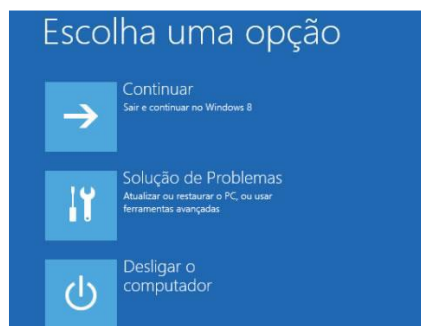 Escolha uma opção
Continuar
Sair e continuar no Windows 8
Solução de Problemas
Atualizar ou restaurar o PC, ou usar
ferramentas avançadas
Desligar o
computador